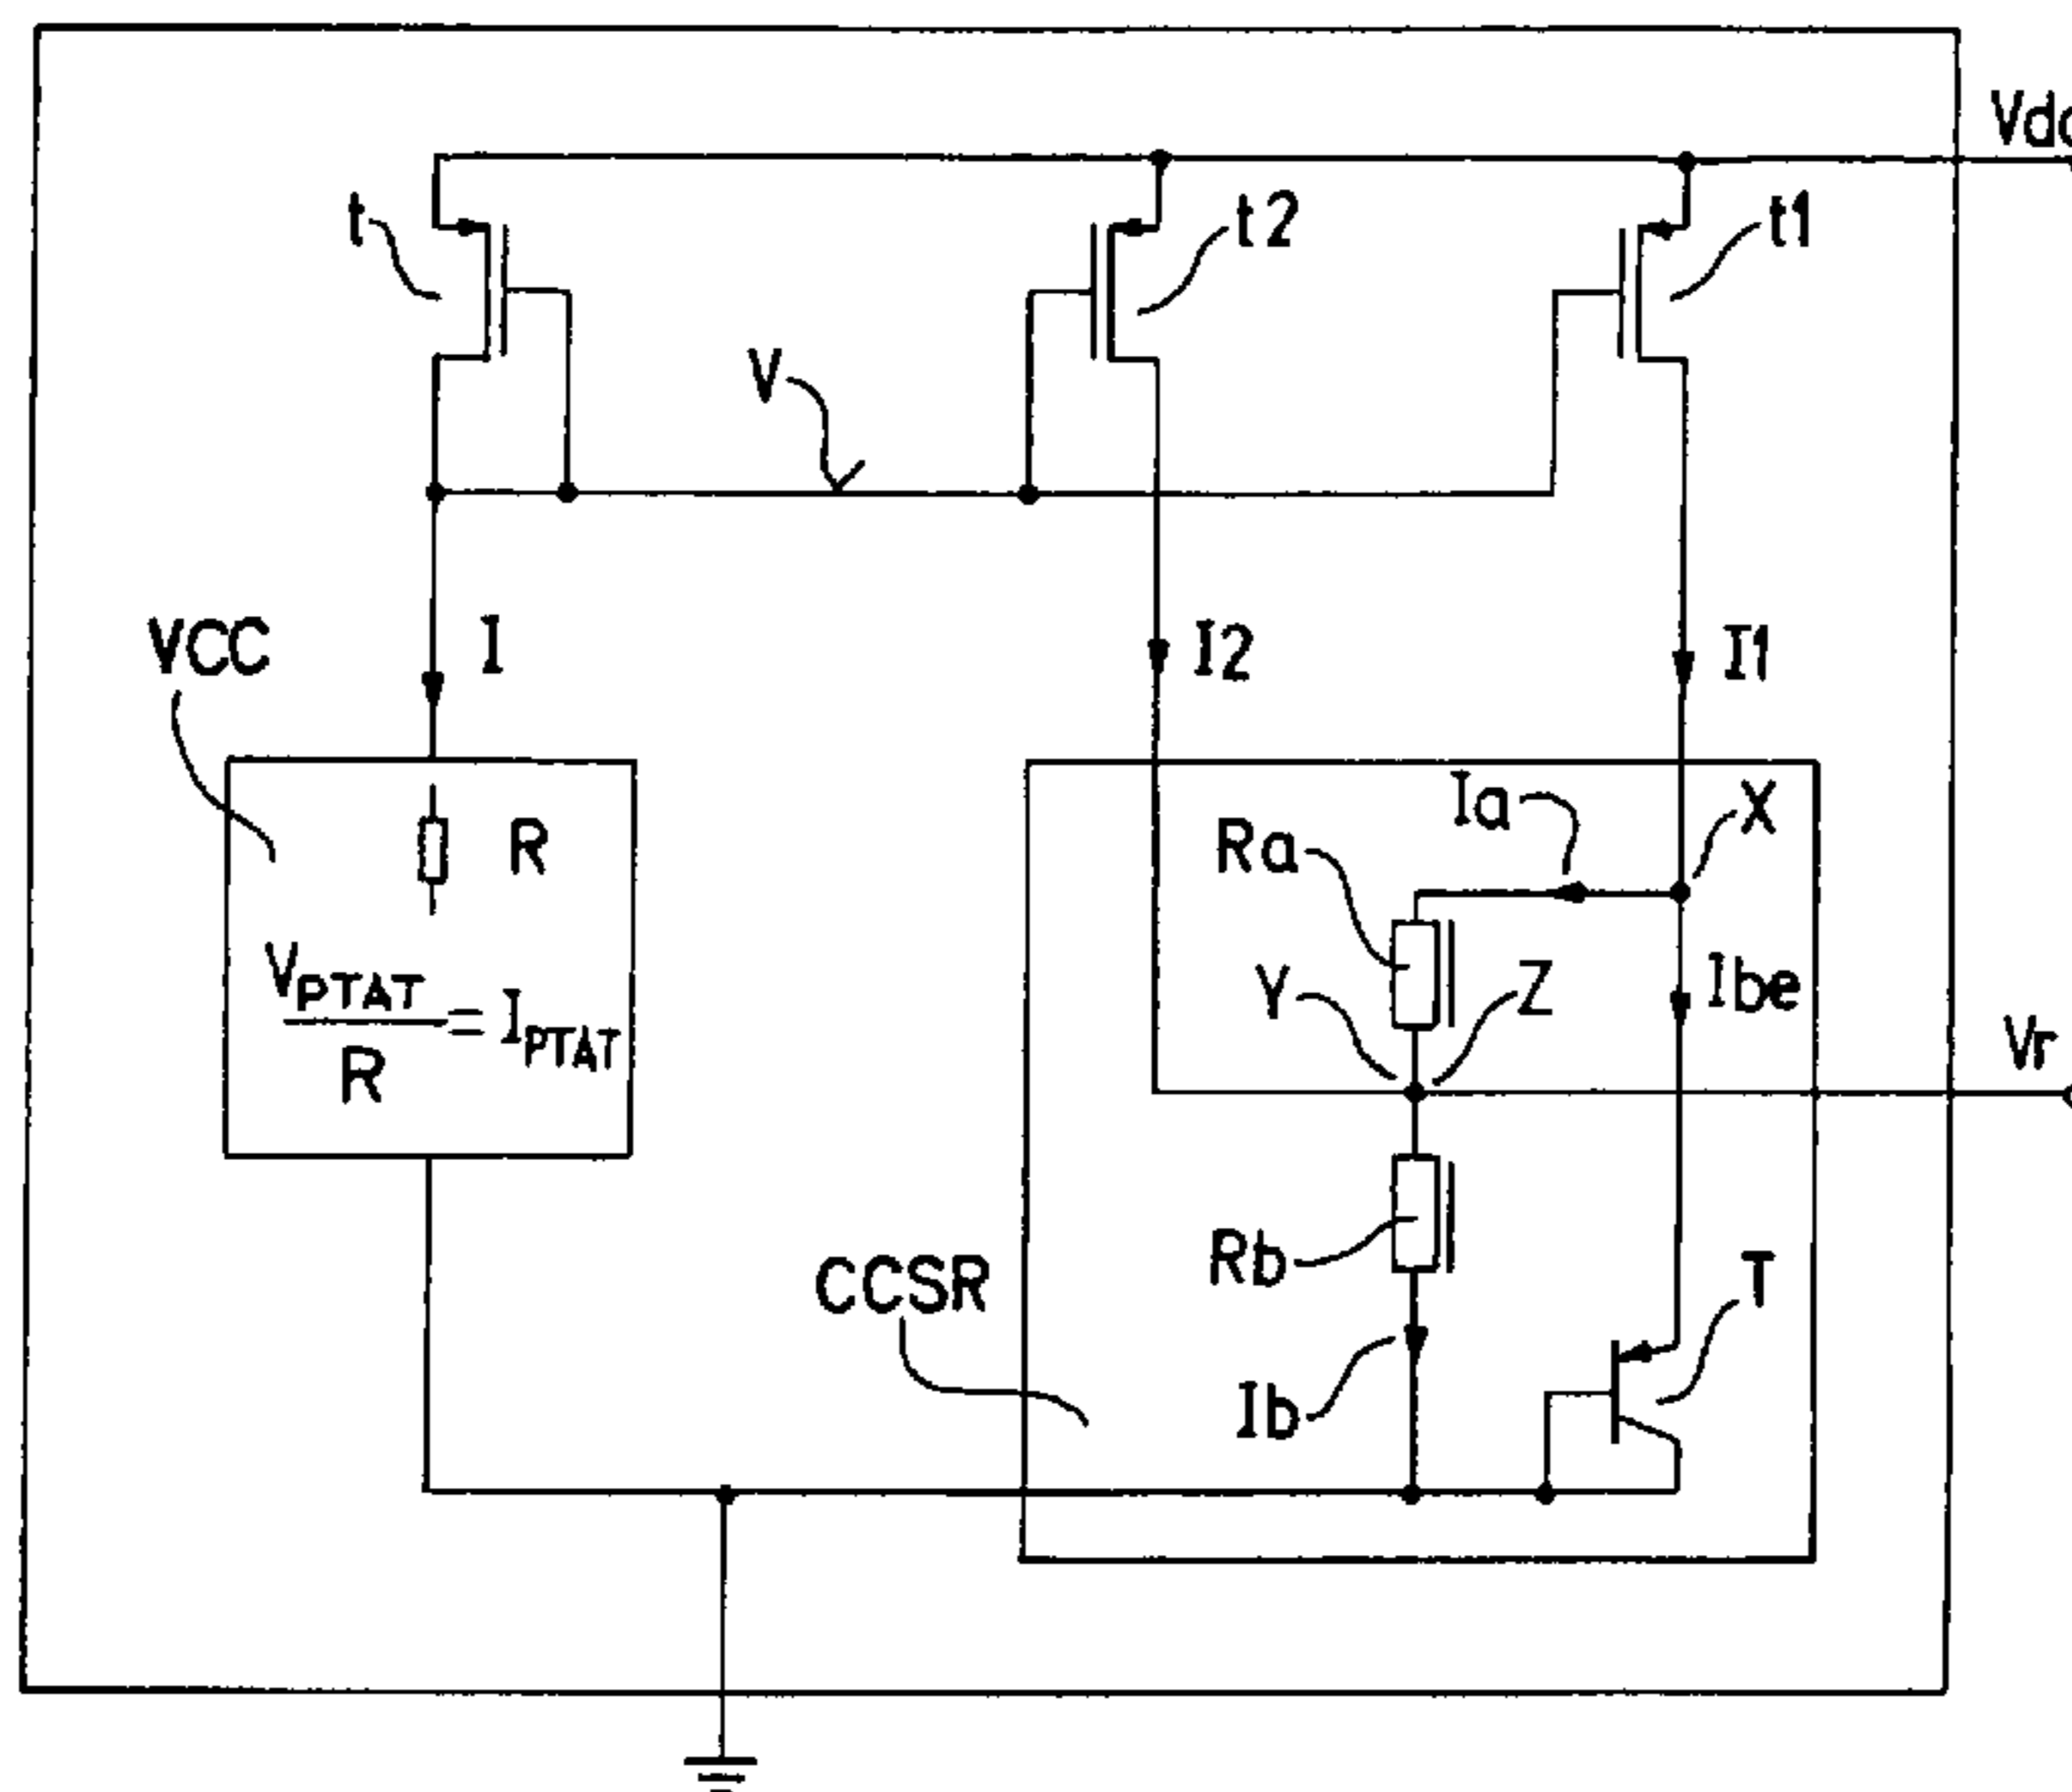 Vdd
t
t2
t1
V
VCC
I
I2
I1
R
Ia
X
Ra
VPTAT
R
= IPTAT
Y
Z
Ibe
Vr
Rb
CCSR
T
Ib